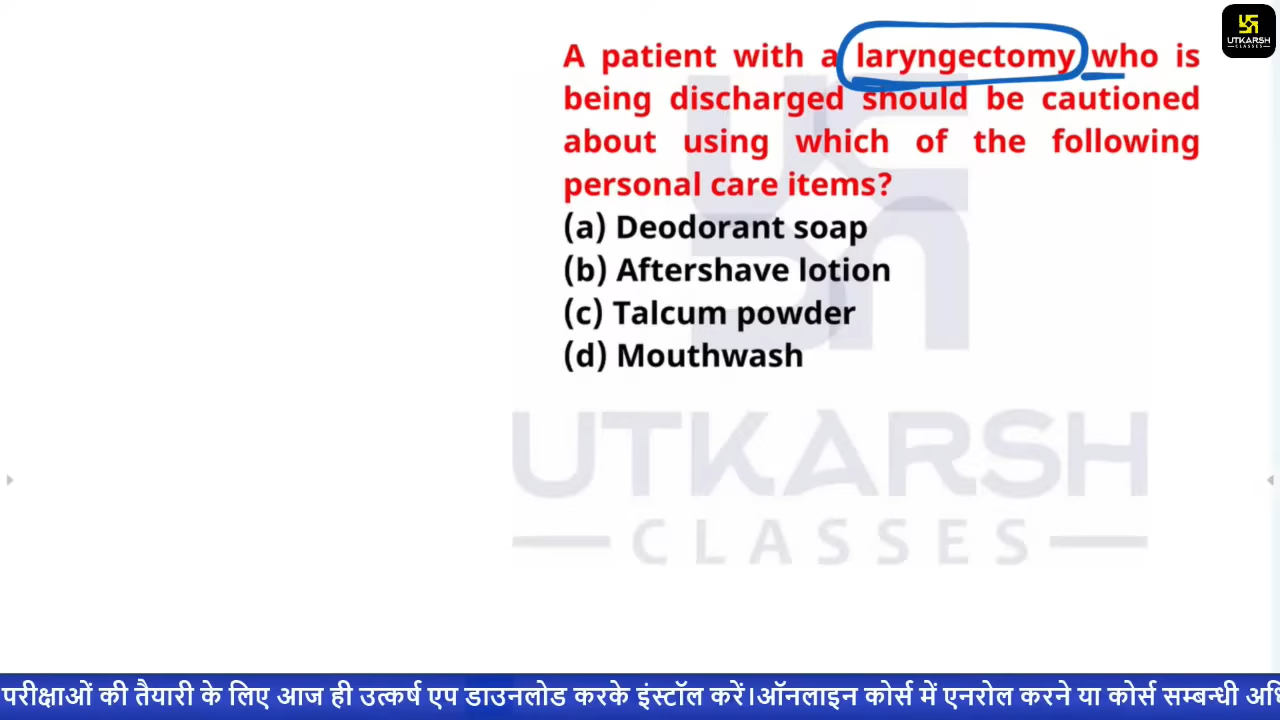 UTKARSH
CLASSES
A patient with a laryngectomy who is
being discharged should be cautioned
about using which of the following
personal care items?
(a) Deodorant soap
(b) Aftershave lotion
(c) Talcum powder
(d) Mouthwash
UTKARSH
CLASSES
परीक्षाओं की तैयारी के लिए आज ही उत्कर्ष एप डाउनलोड करके इंस्टॉल करें।ऑनलाइन कोर्स में एनरोल करने या कोर्स सम्बन्धी